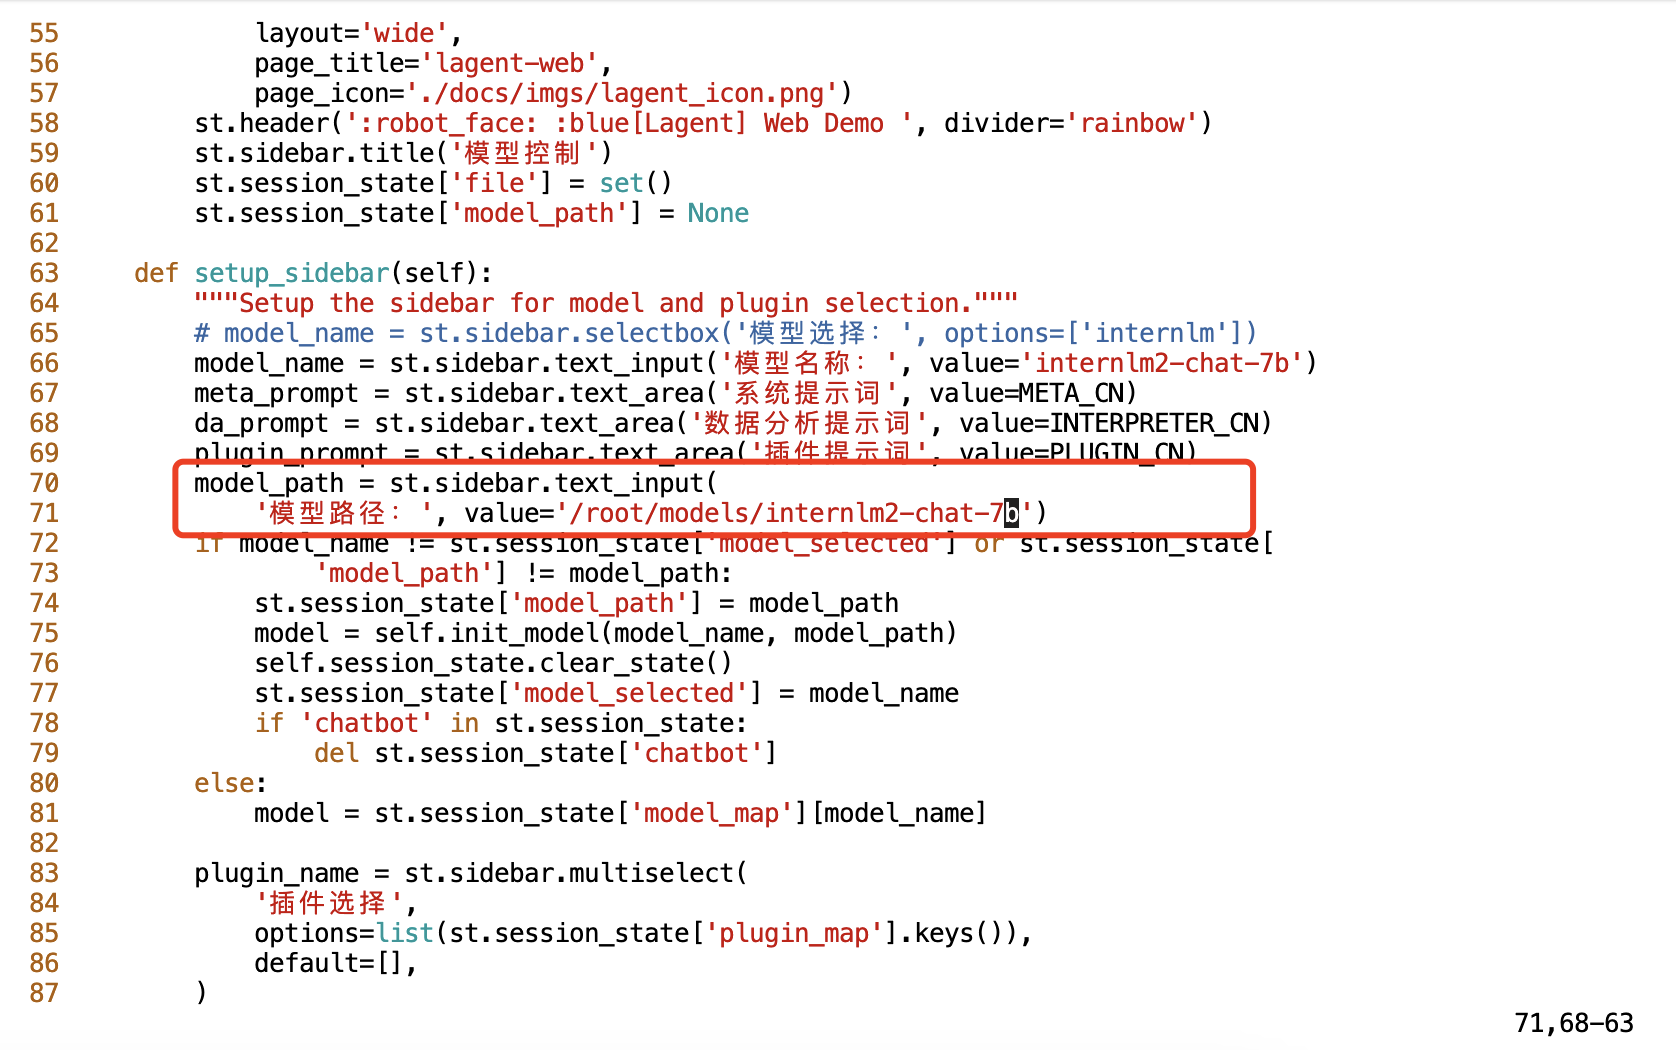 55             layout='wide',
56             page_title='lagent-web',
57             page_icon='./docs/imgs/lagent_icon.png')
58         st.header(':robot_face: :blue[Lagent] Web Demo ', divider='rainbow')
59         st.sidebar.title('模型控制')
60         st.session_state['file'] = set()
61         st.session_state['model_path'] = None
62
63     def setup_sidebar(self):
64         """Setup the sidebar for model and plugin selection."""
65         # model_name = st.sidebar.selectbox('模型选择：', options=['internlm'])
66         model_name = st.sidebar.text_input('模型名称：', value='internlm2-chat-7b')
67         meta_prompt = st.sidebar.text_area('系统提示词', value=META_CN)
68         da_prompt = st.sidebar.text_area('数据分析提示词', value=INTERPRETER_CN)
69         plugin_prompt = st.sidebar.text_area('插件提示词', value=PLUGIN_CN)
70         model_path = st.sidebar.text_input(
71             '模型路径：', value='/root/models/internlm2-chat-7b')
72         if model_name != st.session_state['model_selected'] or st.session_state[
73                 'model_path'] != model_path:
74             st.session_state['model_path'] = model_path
75             model = self.init_model(model_name, model_path)
76             self.session_state.clear_state()
77             st.session_state['model_selected'] = model_name
78             if 'chatbot' in st.session_state:
79                 del st.session_state['chatbot']
80         else:
81             model = st.session_state['model_map'][model_name]
82
83         plugin_name = st.sidebar.multiselect(
84             '插件选择',
85             options=list(st.session_state['plugin_map'].keys()),
86             default=[],
87         )
71,68-63